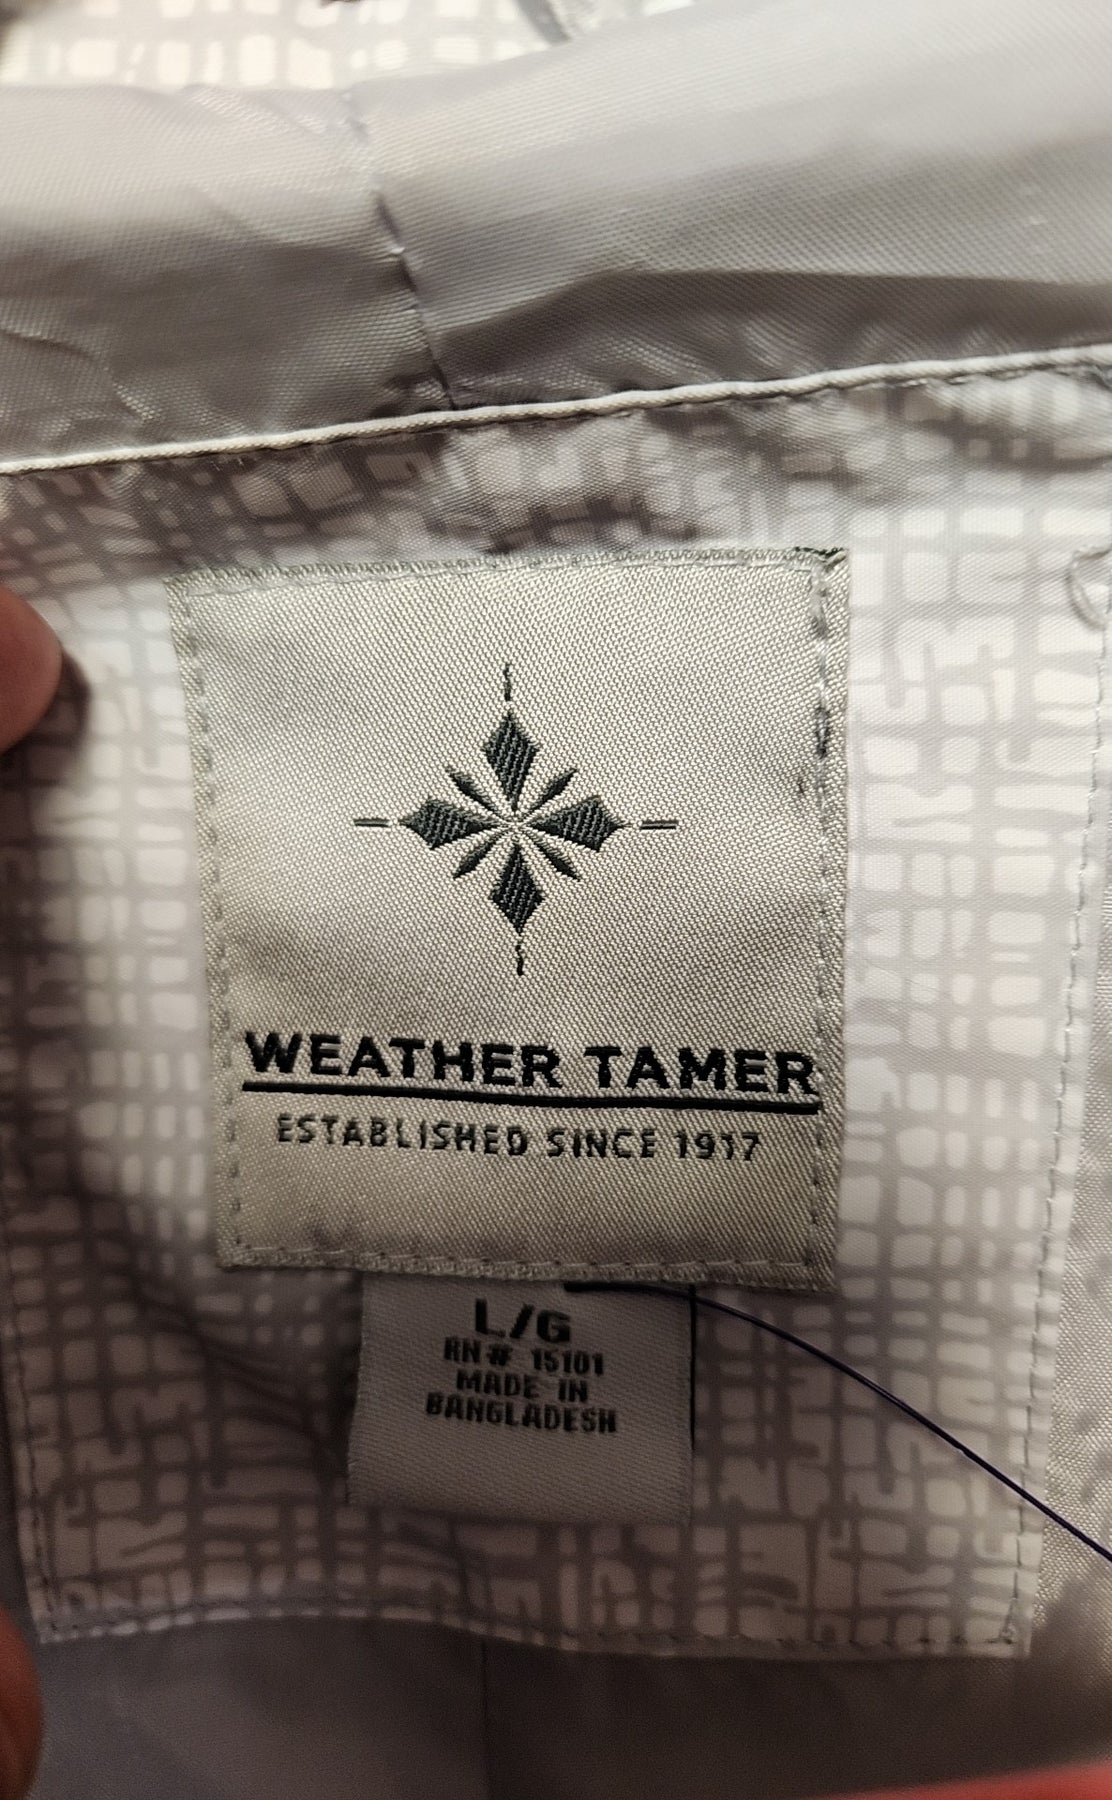 WEATHER TAMER
ESTABLISHED SINCE 1917
L/G
RN# 15101
MADE IN
BANGLADESH